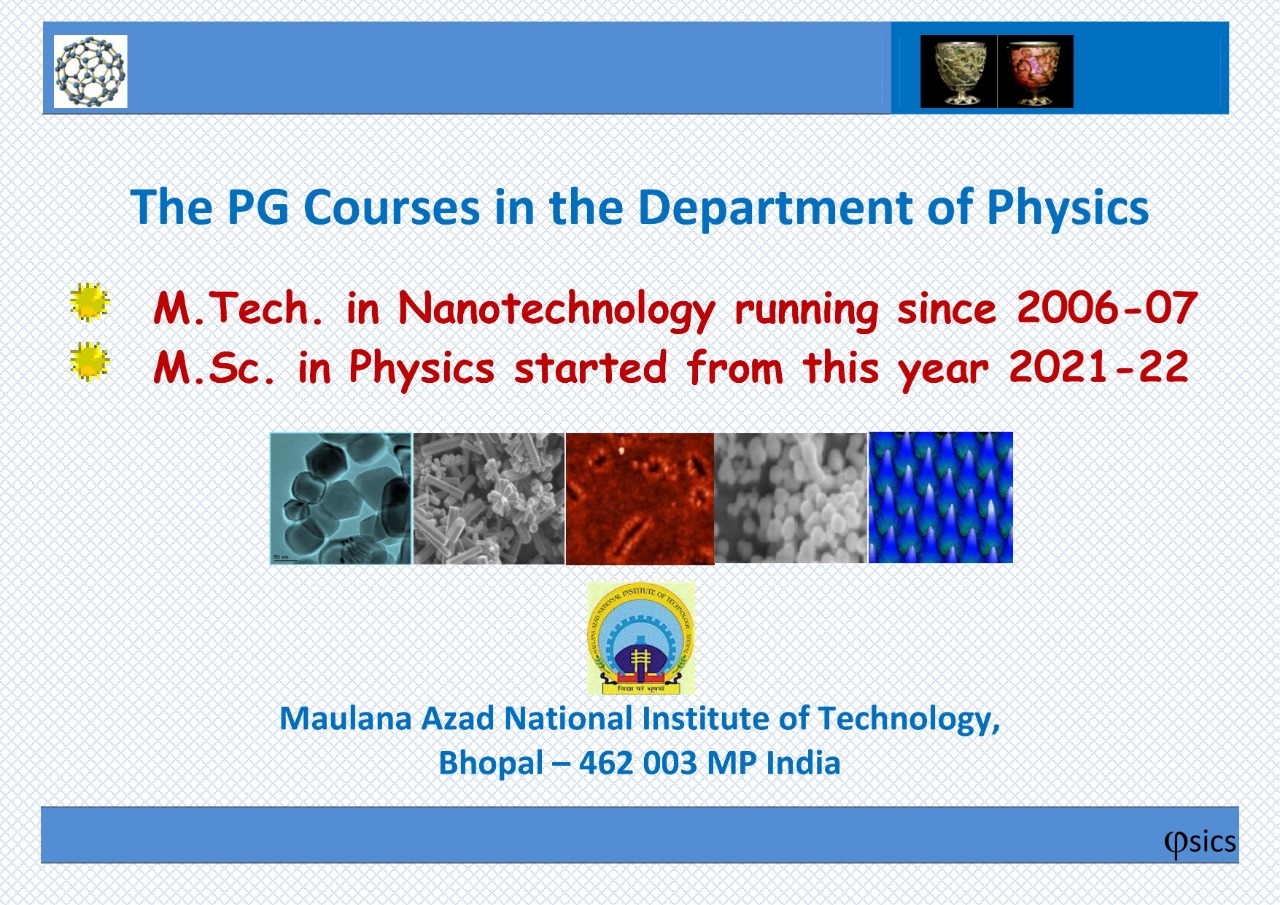 The PG Courses in the Department of Physics
M.Tech. in Nanotechnology running since 2006-07
M.Sc. in Physics started from this year 2021-22
50 nm
MAULANA AZAD NATIONAL INSTITUTE OF TECHNOLOGY
विद्या परं भूषणं
Maulana Azad National Institute of Technology,
Bhopal – 462 003 MP India
φsics